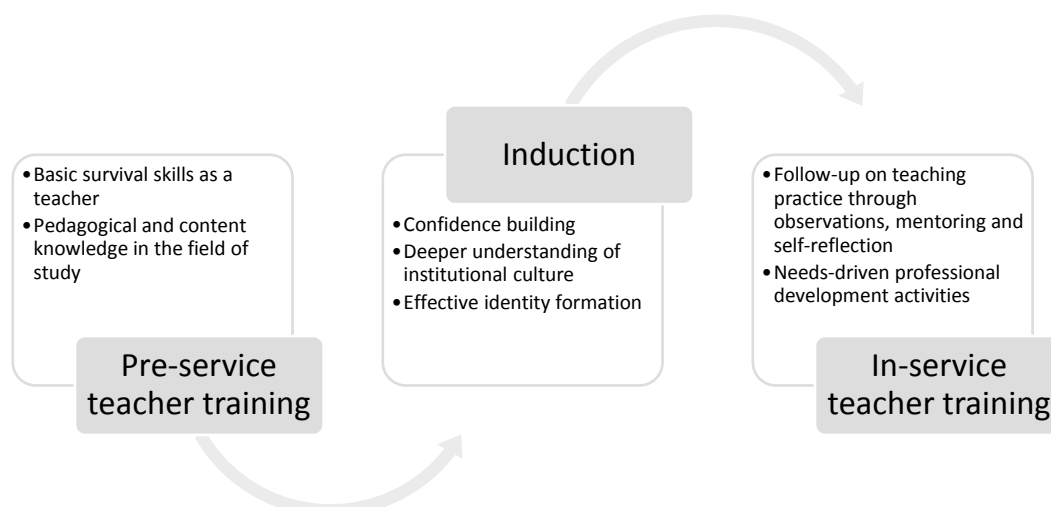 •Basic survival skills as a
teacher
•Pedagogical and content
knowledge in the field of
study
Pre-service
teacher training
Induction
•Confidence building
•Deeper understanding of
institutional culture
•Effective identity formation
•Follow-up on teaching
practice through
observations, mentoring and
self-reflection
•Needs-driven professional
development activities
In-service
teacher training